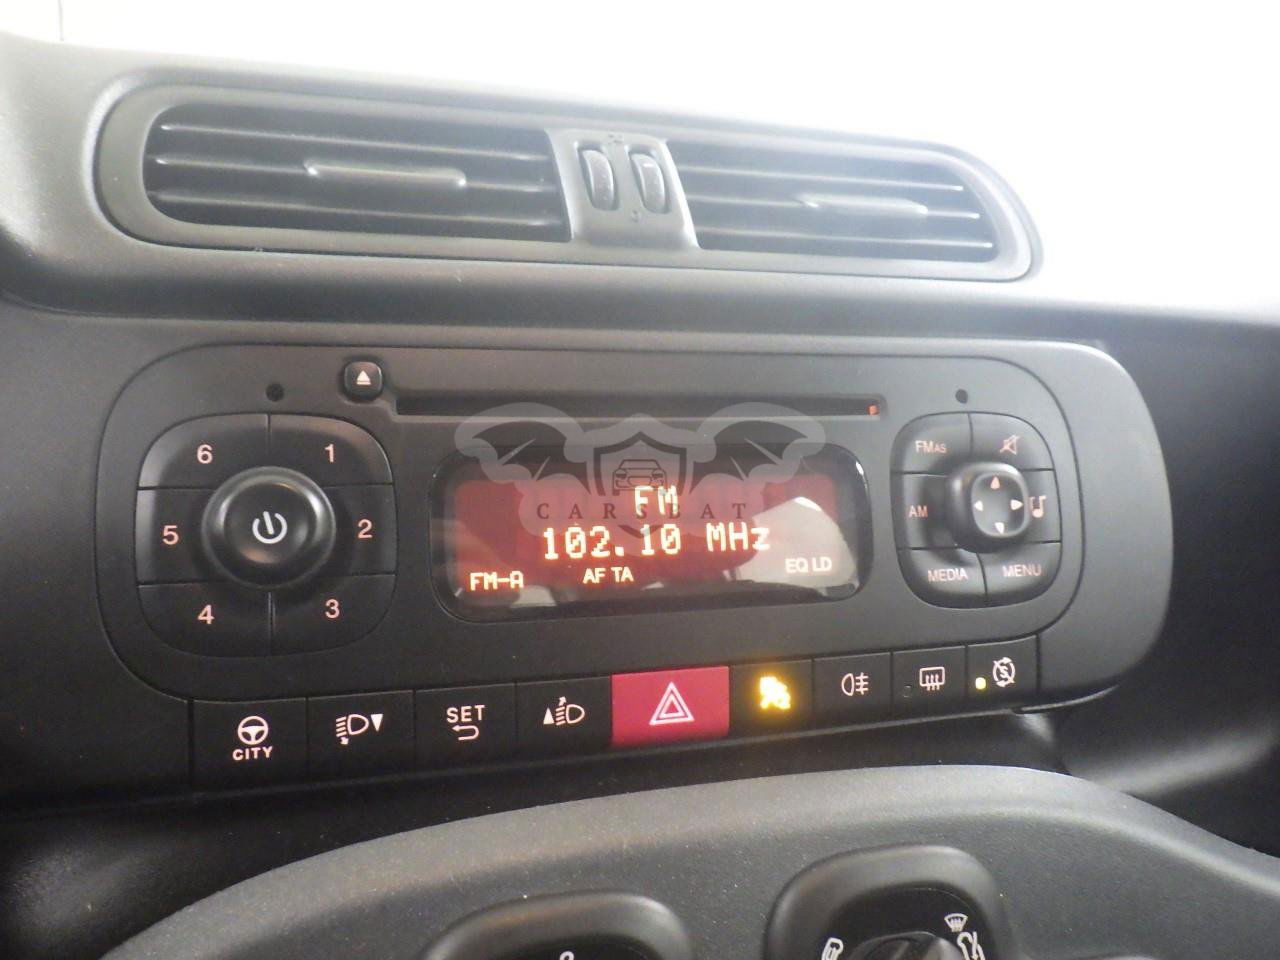 6 1
5 2
4 3
FM
CARSBAT
102.10 MHz
FM-A AF TA EQ LD
FMAS
AM
MEDIA MENU
CITY
SET